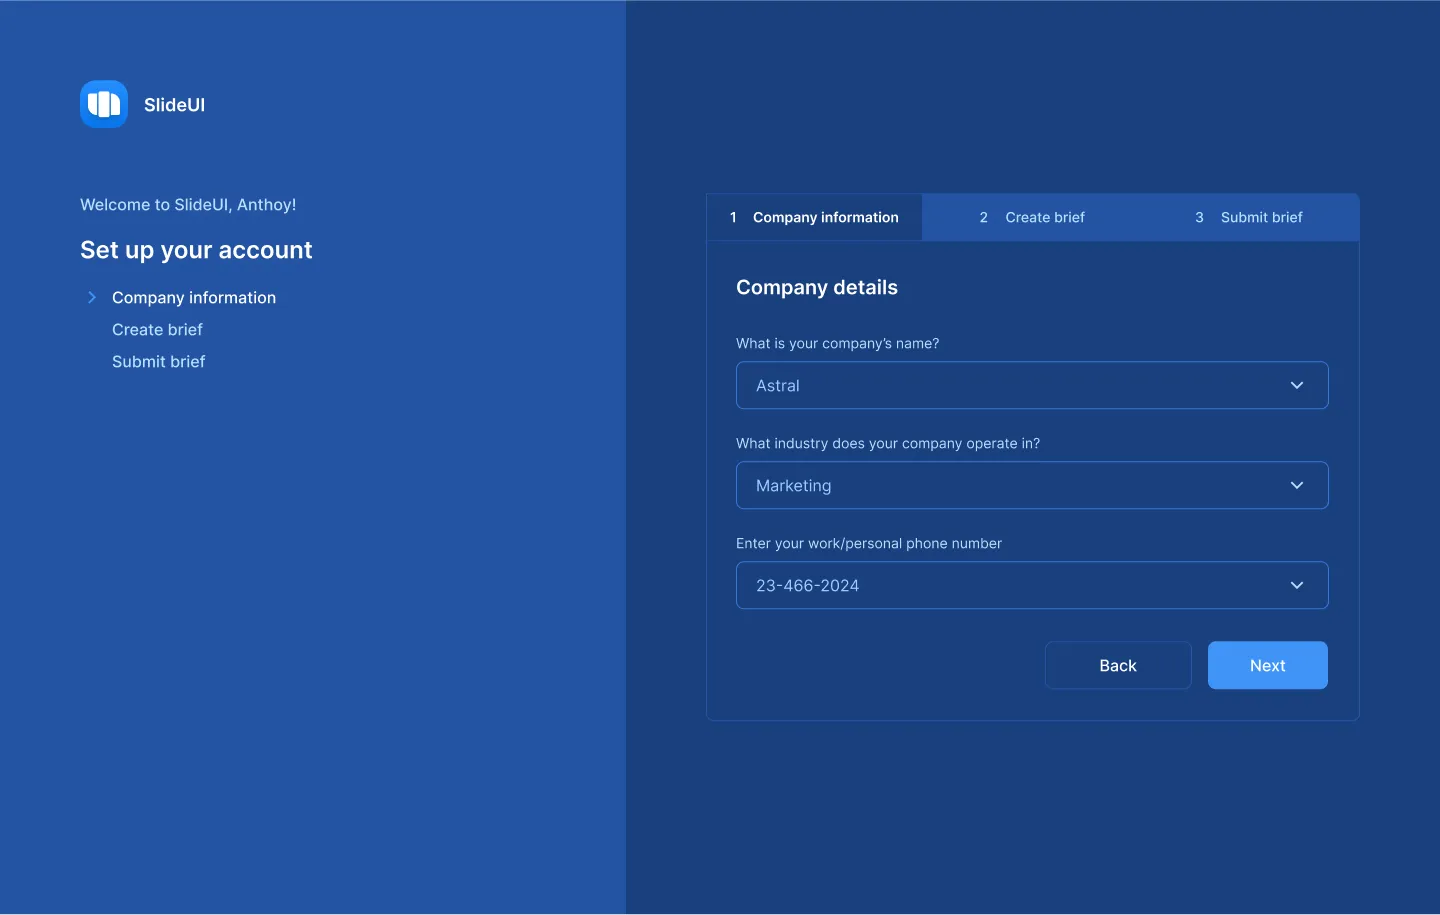 SlideUI
Welcome to SlideUI, Anthoy!
Set up your account
Company information
Create brief
Submit brief
1 Company information 2 Create brief 3 Submit brief
Company details
What is your company’s name?
Astral
What industry does your company operate in?
Marketing
Enter your work/personal phone number
23-466-2024
Back Next